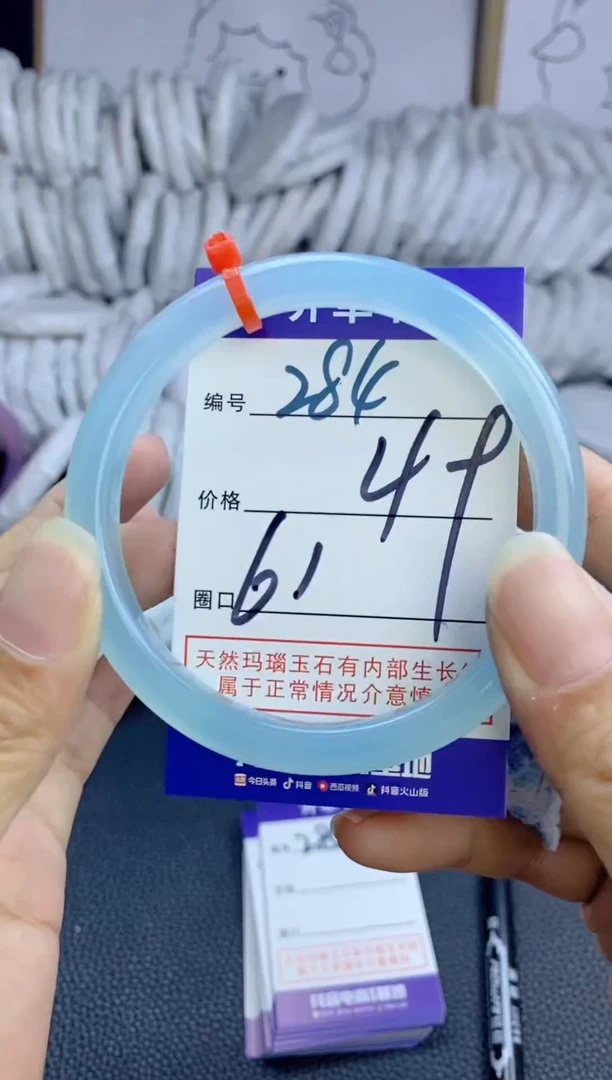 编号 284
价格 49
圈口 61
天然玛瑙玉石有内部生长
属于正常情况介意慎
今日头条 抖音 西瓜视频 抖音火山版